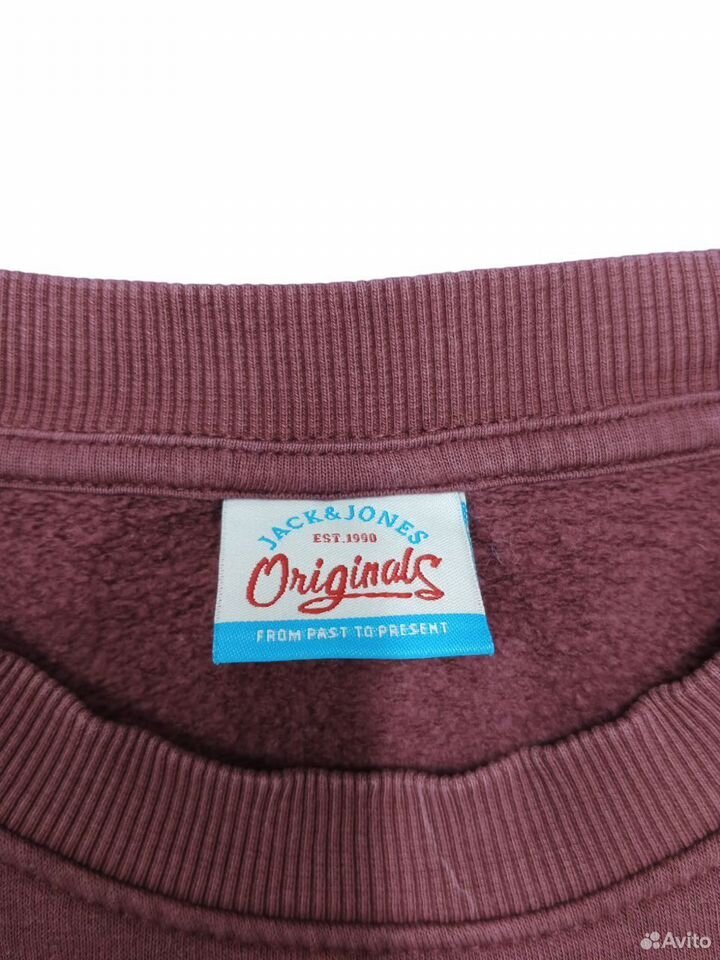 JACK&JONES
EST.1990
Originals
FROM PAST TO PRESENT
Avito